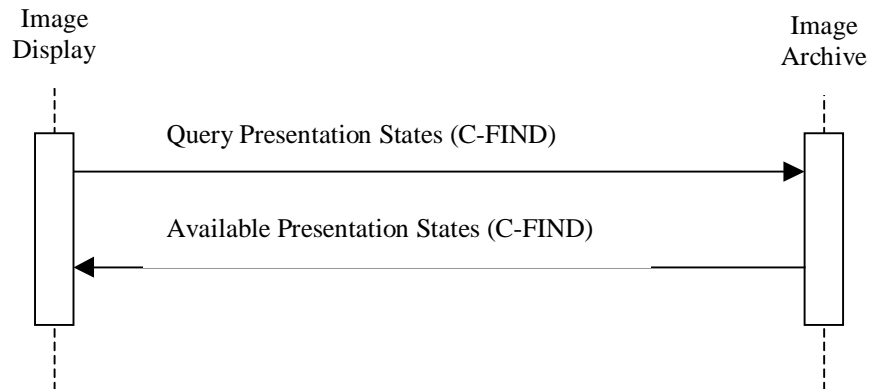 Image
Display
Image
Archive
Query Presentation States (C-FIND)
Available Presentation States (C-FIND)